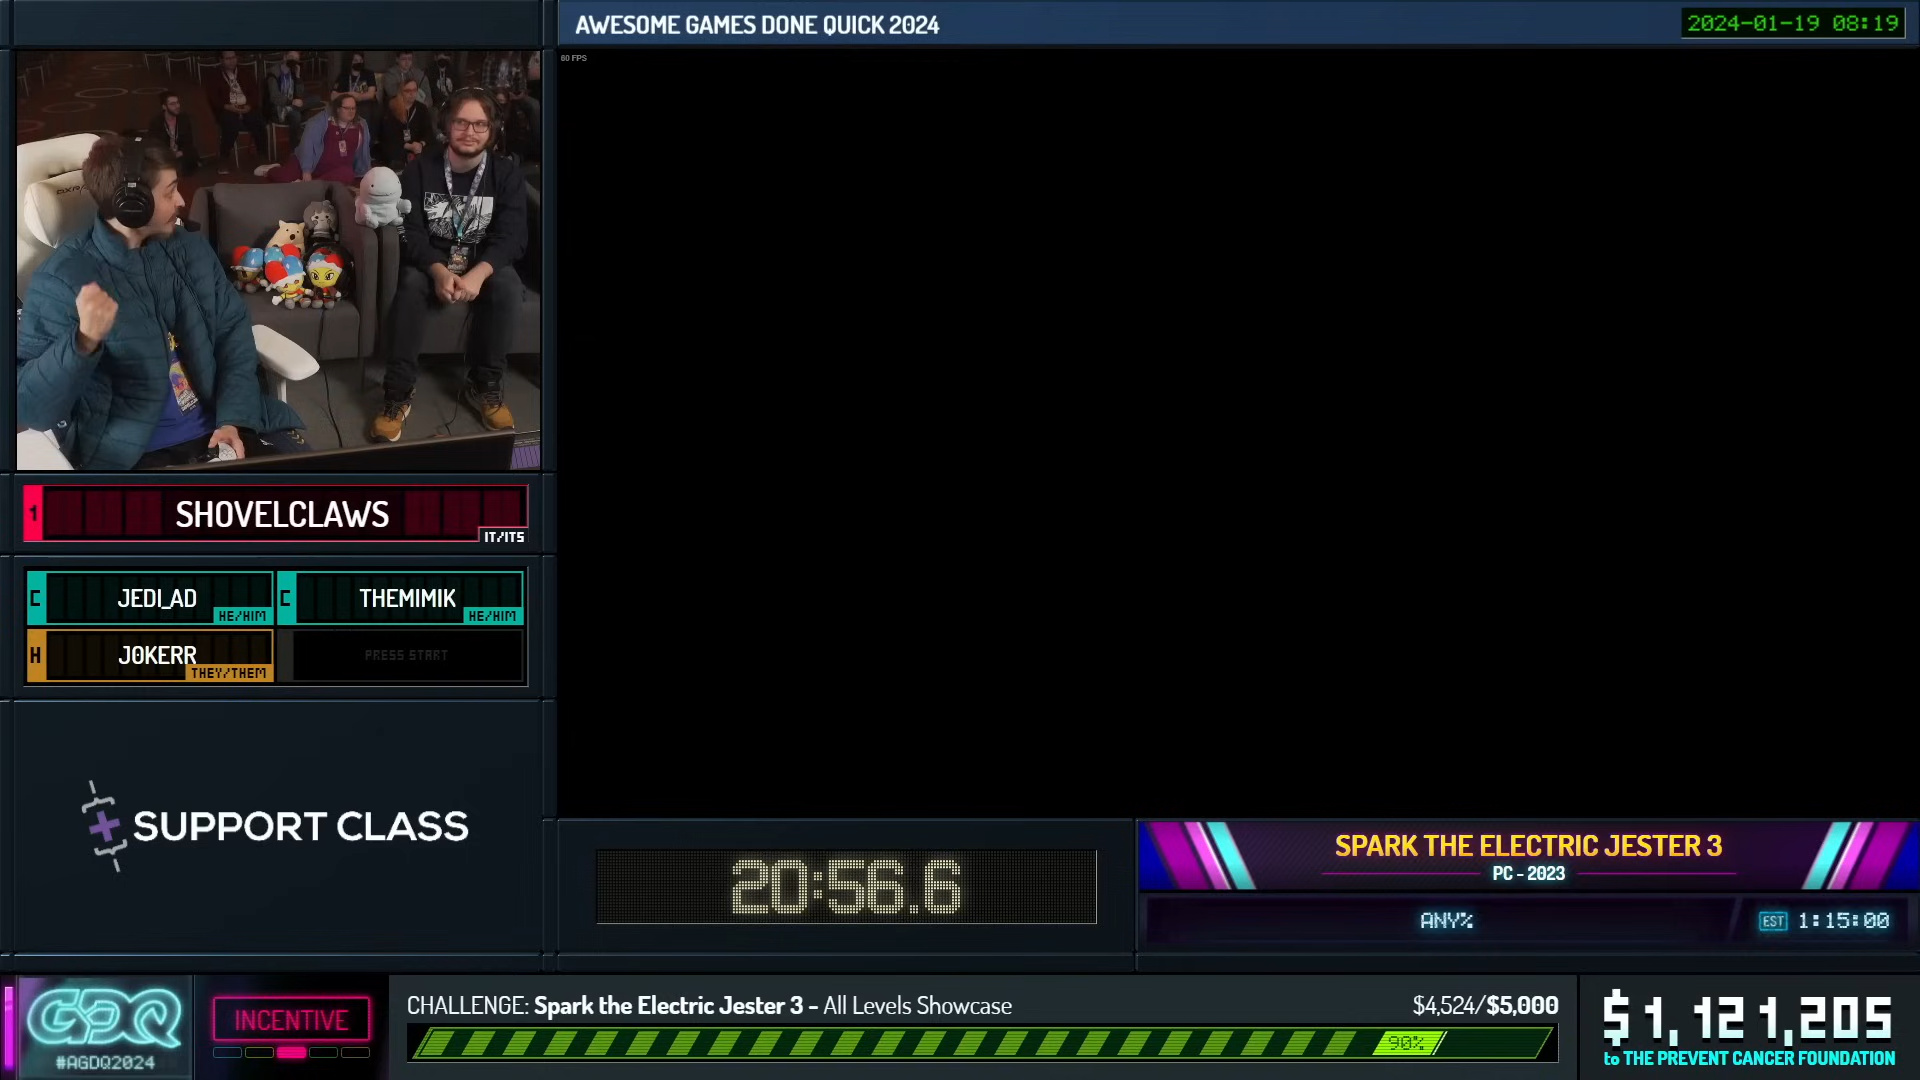 AWESOME GAMES DONE QUICK 2024
2024-01-19 08:19
60 FPS
1
SHOVELCLAWS
IT/ITS
C
JEDI_AD
HE/HIM
C
THEMIMIK
HE/HIM
H
J0KERR
THEY/THEM
PRESS START
SUPPORT CLASS
20:56.6
SPARK THE ELECTRIC JESTER 3
PC - 2023
ANY%
EST 1:15:00
GDQ
#AGDQ2024
INCENTIVE
CHALLENGE: Spark the Electric Jester 3 - All Levels Showcase
$4,524/$5,000
90%
$1,121,205
to THE PREVENT CANCER FOUNDATION